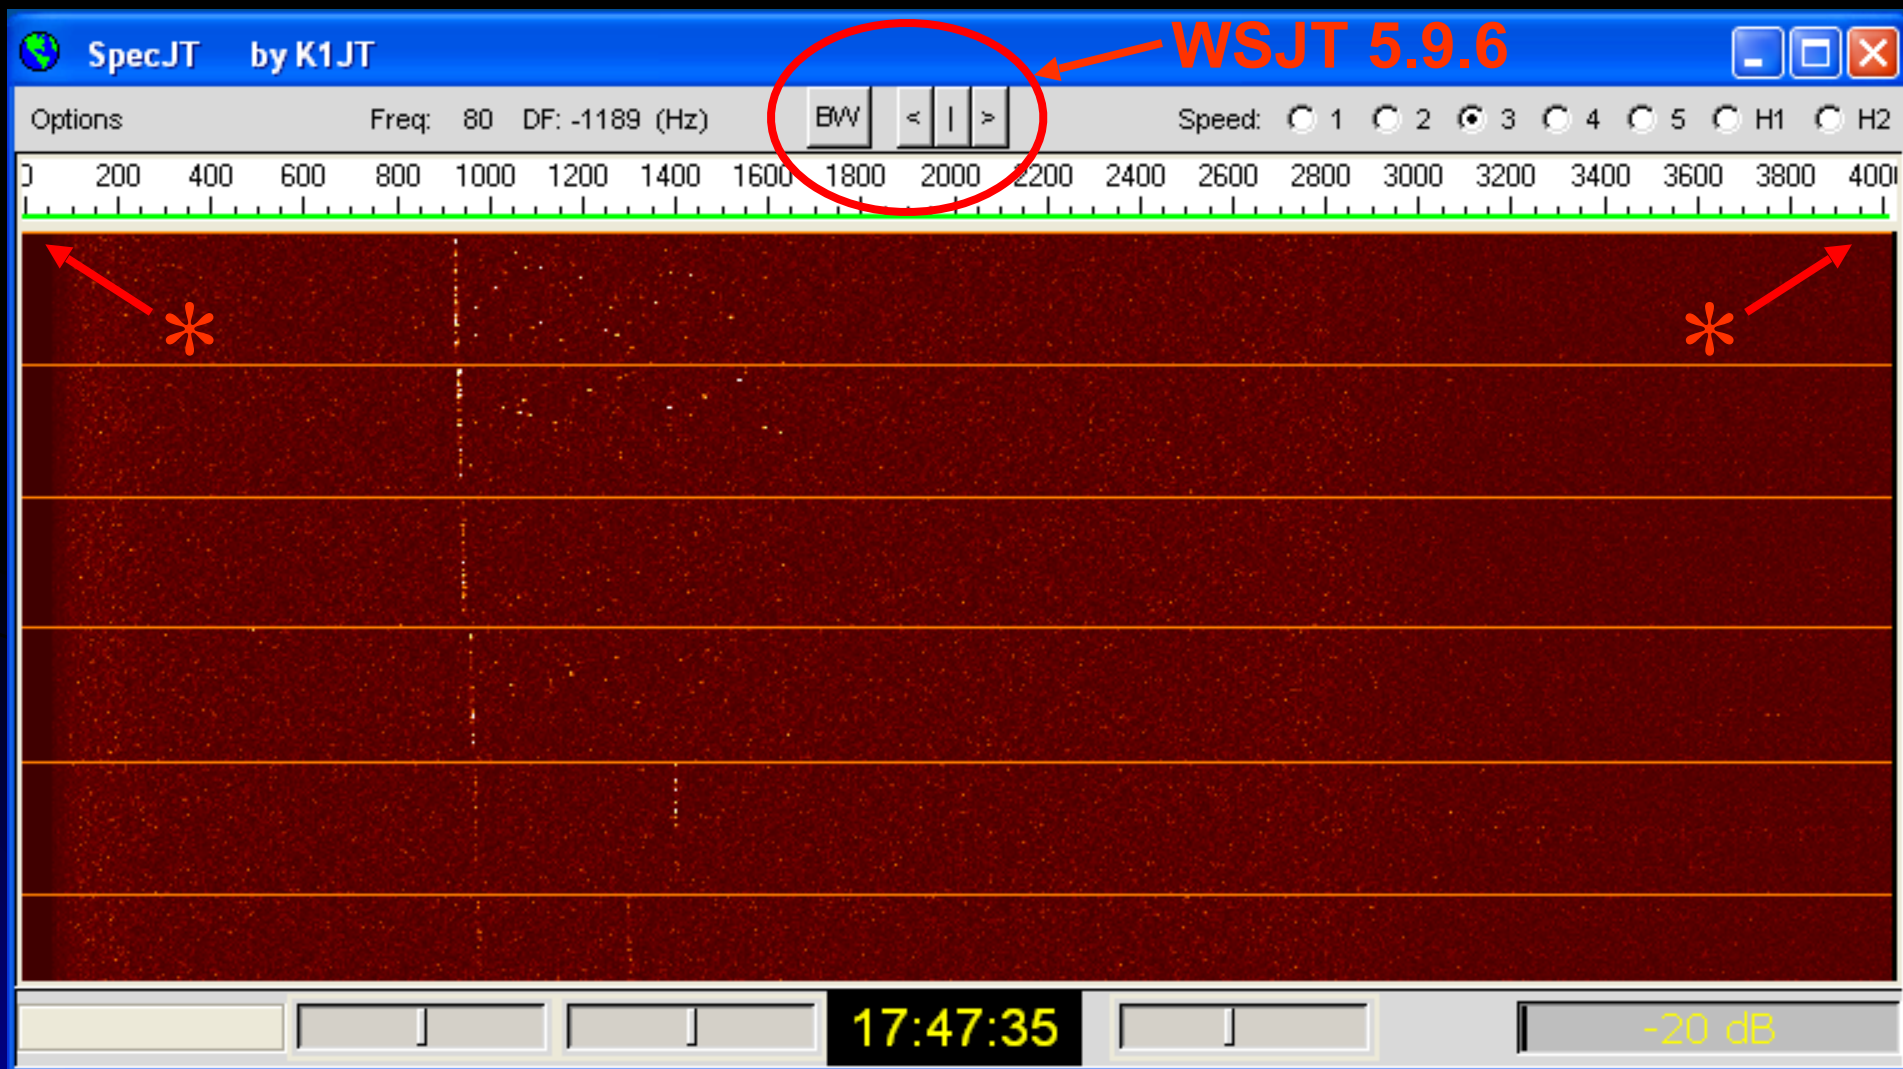 SpecJT by K1JT
WSJT 5.9.6
Options Freq: 80 DF: -1189 (Hz) BW < | > Speed: 1 2 3 4 5 H1 H2
0 200 400 600 800 1000 1200 1400 1600 1800 2000 2200 2400 2600 2800 3000 3200 3400 3600 3800 400
* *
17:47:35 -20 dB